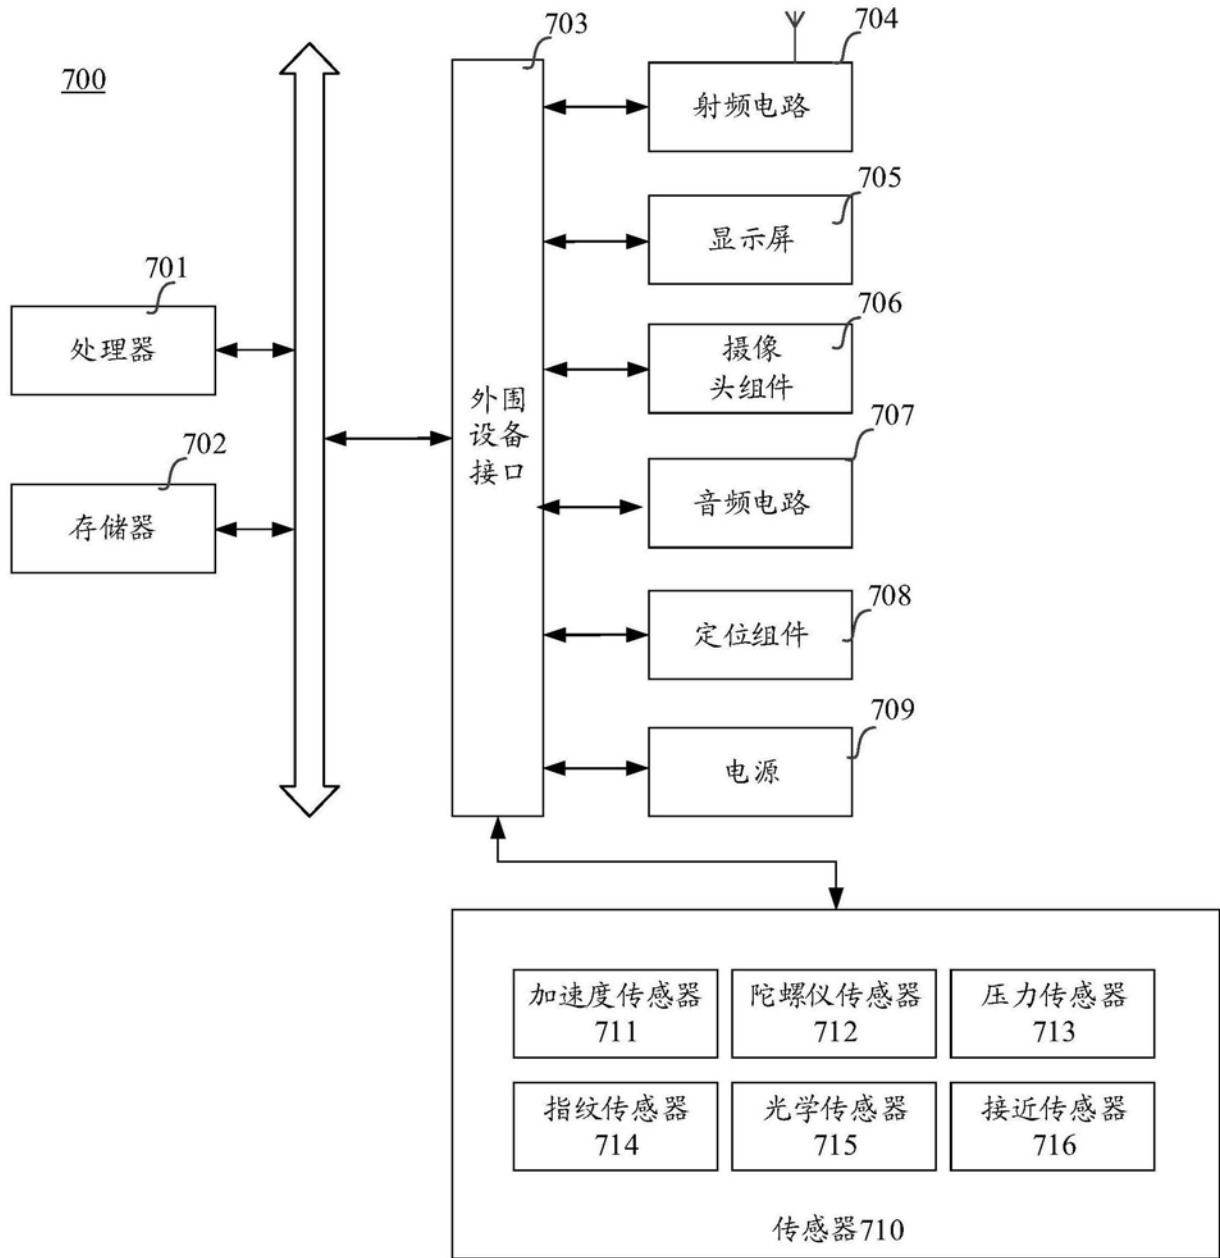 700
701
处理器
702
存储器
703
外围
设备
接口
704
射频电路
705
显示屏
706
摄像
头组件
707
音频电路
708
定位组件
709
电源
加速度传感器
711
陀螺仪传感器
712
压力传感器
713
指纹传感器
714
光学传感器
715
接近传感器
716
传感器710